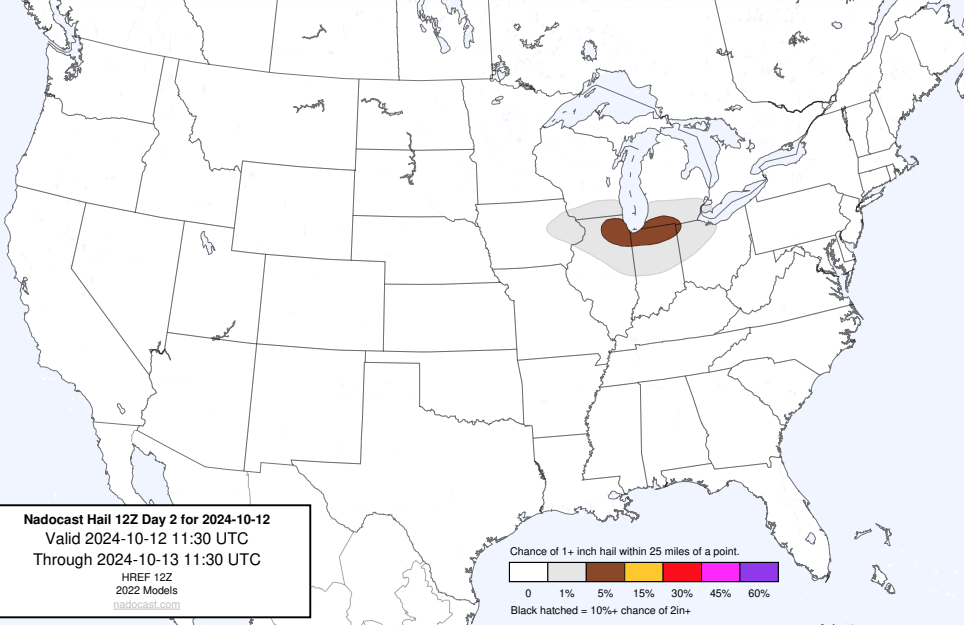 Nadocast Hail 12Z Day 2 for 2024-10-12
Valid 2024-10-12 11:30 UTC
Through 2024-10-13 11:30 UTC
HREF 12Z
2022 Models
nadocast.com
Chance of 1+ inch hail within 25 miles of a point.
0 1% 5% 15% 30% 45% 60%
Black hatched = 10%+ chance of 2in+